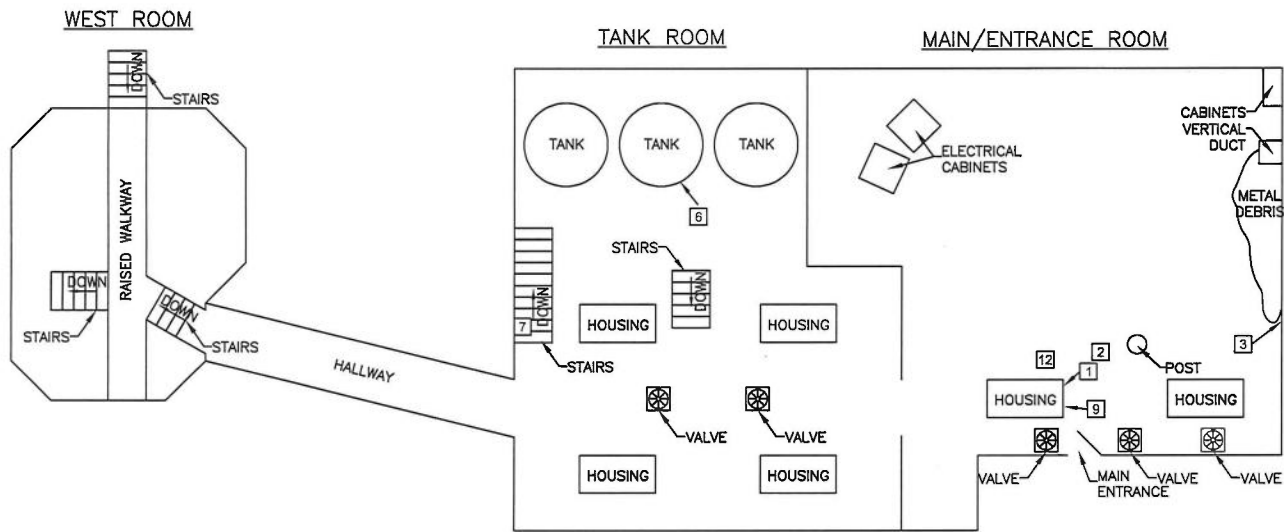 WEST ROOM
DOWN
STAIRS
RAISED WALKWAY
DOWN
STAIRS
DOWN
STAIRS
HALLWAY
TANK ROOM
TANK
TANK
TANK
6
STAIRS
DOWN
DOWN
7
STAIRS
HOUSING
HOUSING
VALVE
VALVE
HOUSING
HOUSING
MAIN/ENTRANCE ROOM
ELECTRICAL
CABINETS
CABINETS
VERTICAL
DUCT
METAL
DEBRIS
3
12
2
1
POST
HOUSING
9
HOUSING
VALVE
MAIN
ENTRANCE
VALVE
VALVE